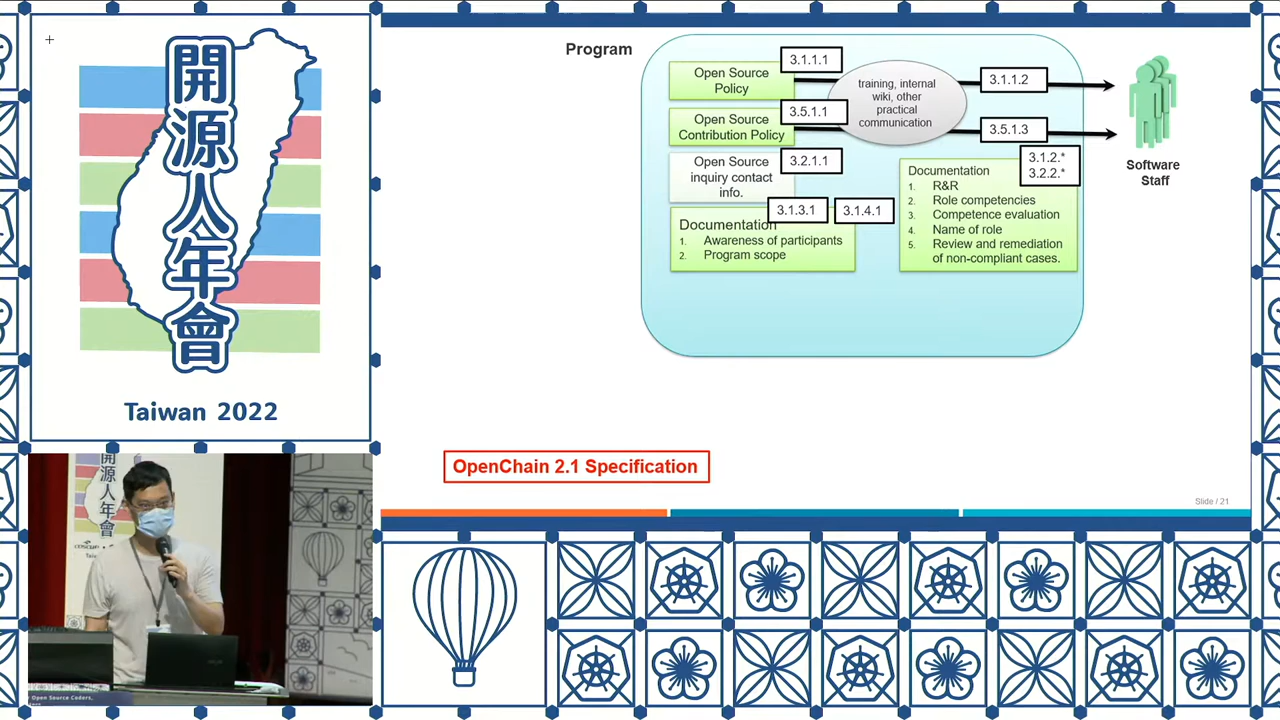 開源人年會
Taiwan 2022
Program
Open Source
Policy
3.1.1.1
training, internal
wiki, other
practical
communication
3.1.1.2
Open Source
Contribution Policy
3.5.1.1
3.5.1.3
Open Source
inquiry contact
info.
3.2.1.1
Software
Staff
3.1.3.1
3.1.4.1
Documentation
1. Awareness of participants
2. Program scope
3.1.2.*
3.2.2.*
Documentation
1. R&R
2. Role competencies
3. Competence evaluation
4. Name of role
5. Review and remediation
of non-compliant cases.
OpenChain 2.1 Specification
Slide / 21
開源人年會
Open Source Coders,